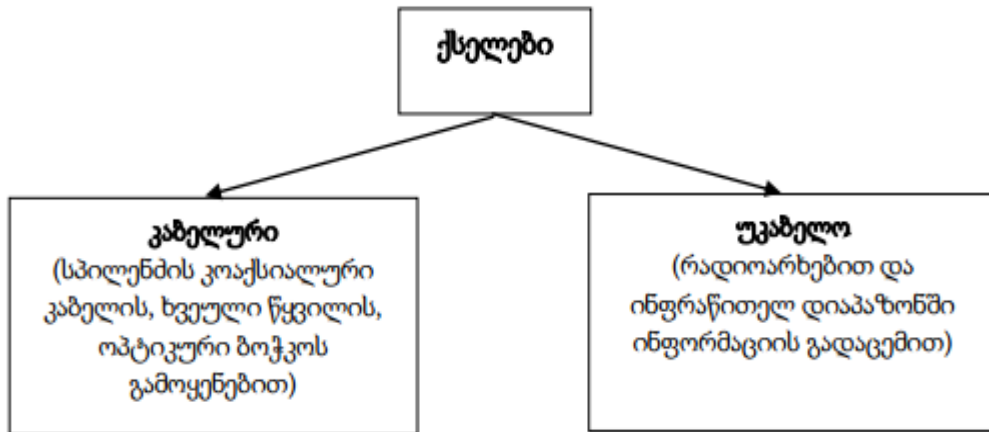 ქსელები
კაბელური
(სპილენძის კოაქსიალური
კაბელის, ხვეული წყვილის,
ოპტიკური ბოჭკოს
გამოყენებით)
უკაბელო
(რადიოარხებით და
ინფრაწითელ დიაპაზონში
ინფორმაციის გადაცემით)